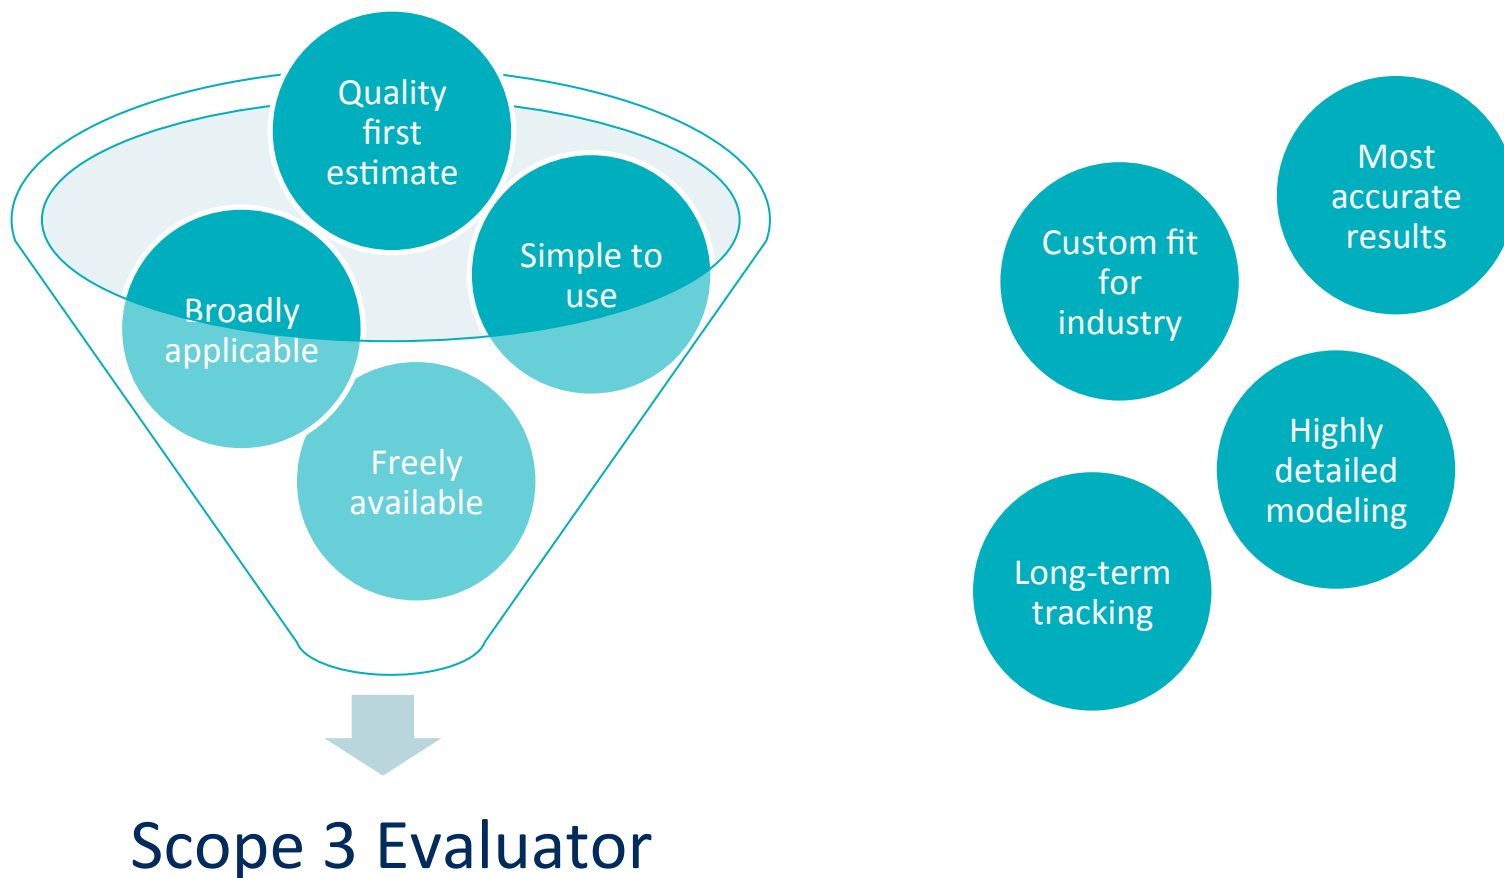 Quality
first
estimate
Simple to
use
Broadly
applicable
Freely
available
Scope 3 Evaluator
Most
accurate
results
Custom fit
for
industry
Highly
detailed
modeling
Long-term
tracking